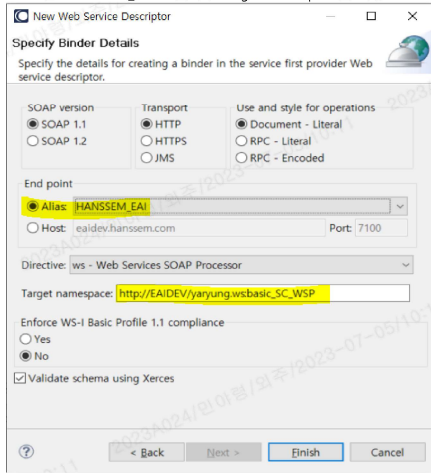 New Web Service Descriptor
Specify Binder Details
Specify the details for creating a binder in the service first provider Web
service descriptor.
SOAP version Transport Use and style for operations
SOAP 1.1 HTTP Document - Literal
SOAP 1.2 HTTPS RPC - Literal
JMS RPC - Encoded
End point
Alias: HANSSEM_EAI
Host: eaidev.hanssem.com Port: 7100
Directive: ws - Web Services SOAP Processor
Target namespace: http://EAIDEV/yaryung.ws:basic_SC_WSP
Enforce WS-I Basic Profile 1.1 compliance
Yes
No
Validate schema using Xerces
< Back Next > Finish Cancel